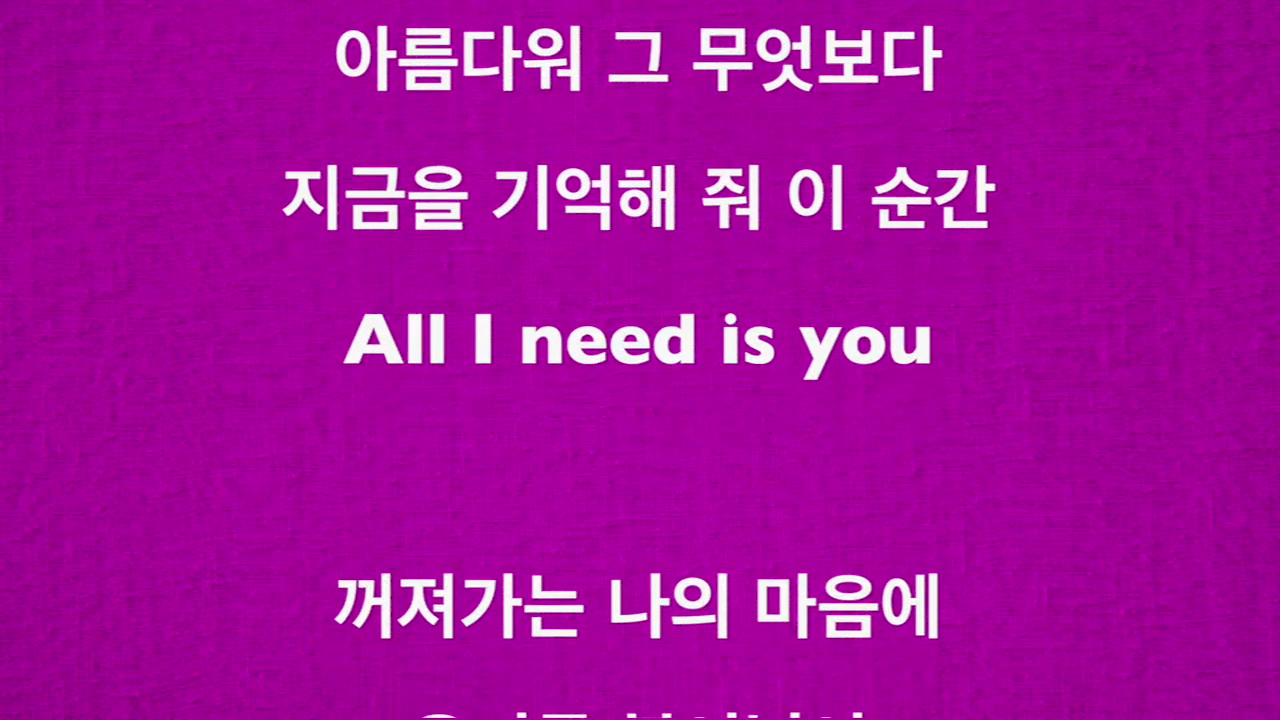 아름다워 그 무엇보다
지금을 기억해 줘 이 순간
All I need is you
꺼져가는 나의 마음에